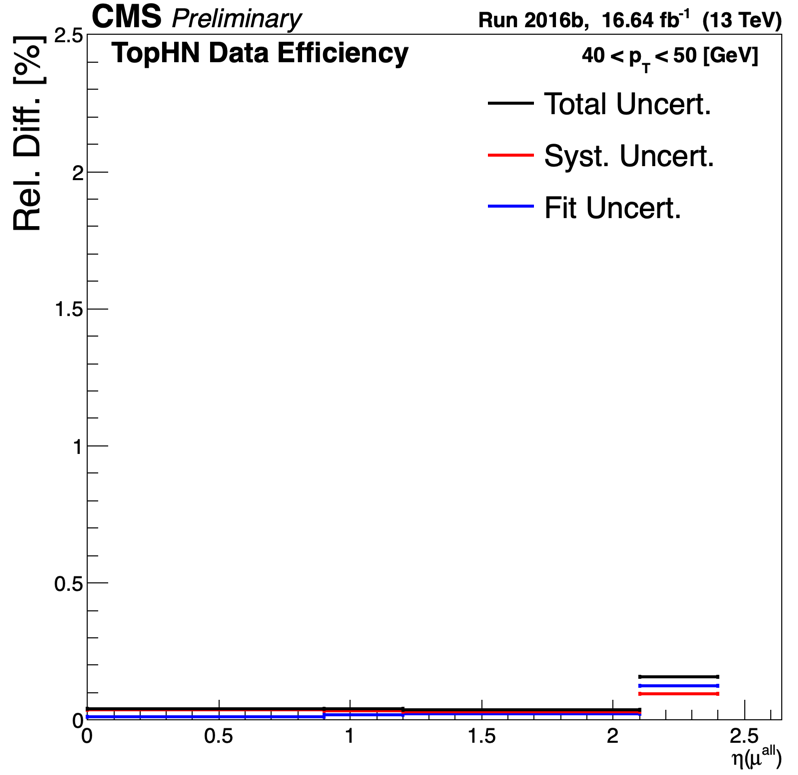 CMS Preliminary
Run 2016b, 16.64 fb⁻¹ (13 TeV)
TopHN Data Efficiency
40 < p_T < 50 [GeV]
Total Uncert.
Syst. Uncert.
Fit Uncert.
Rel. Diff. [%]
2.5
2
1.5
1
0.5
0
0 0.5 1 1.5 2 2.5
η(μ^all)